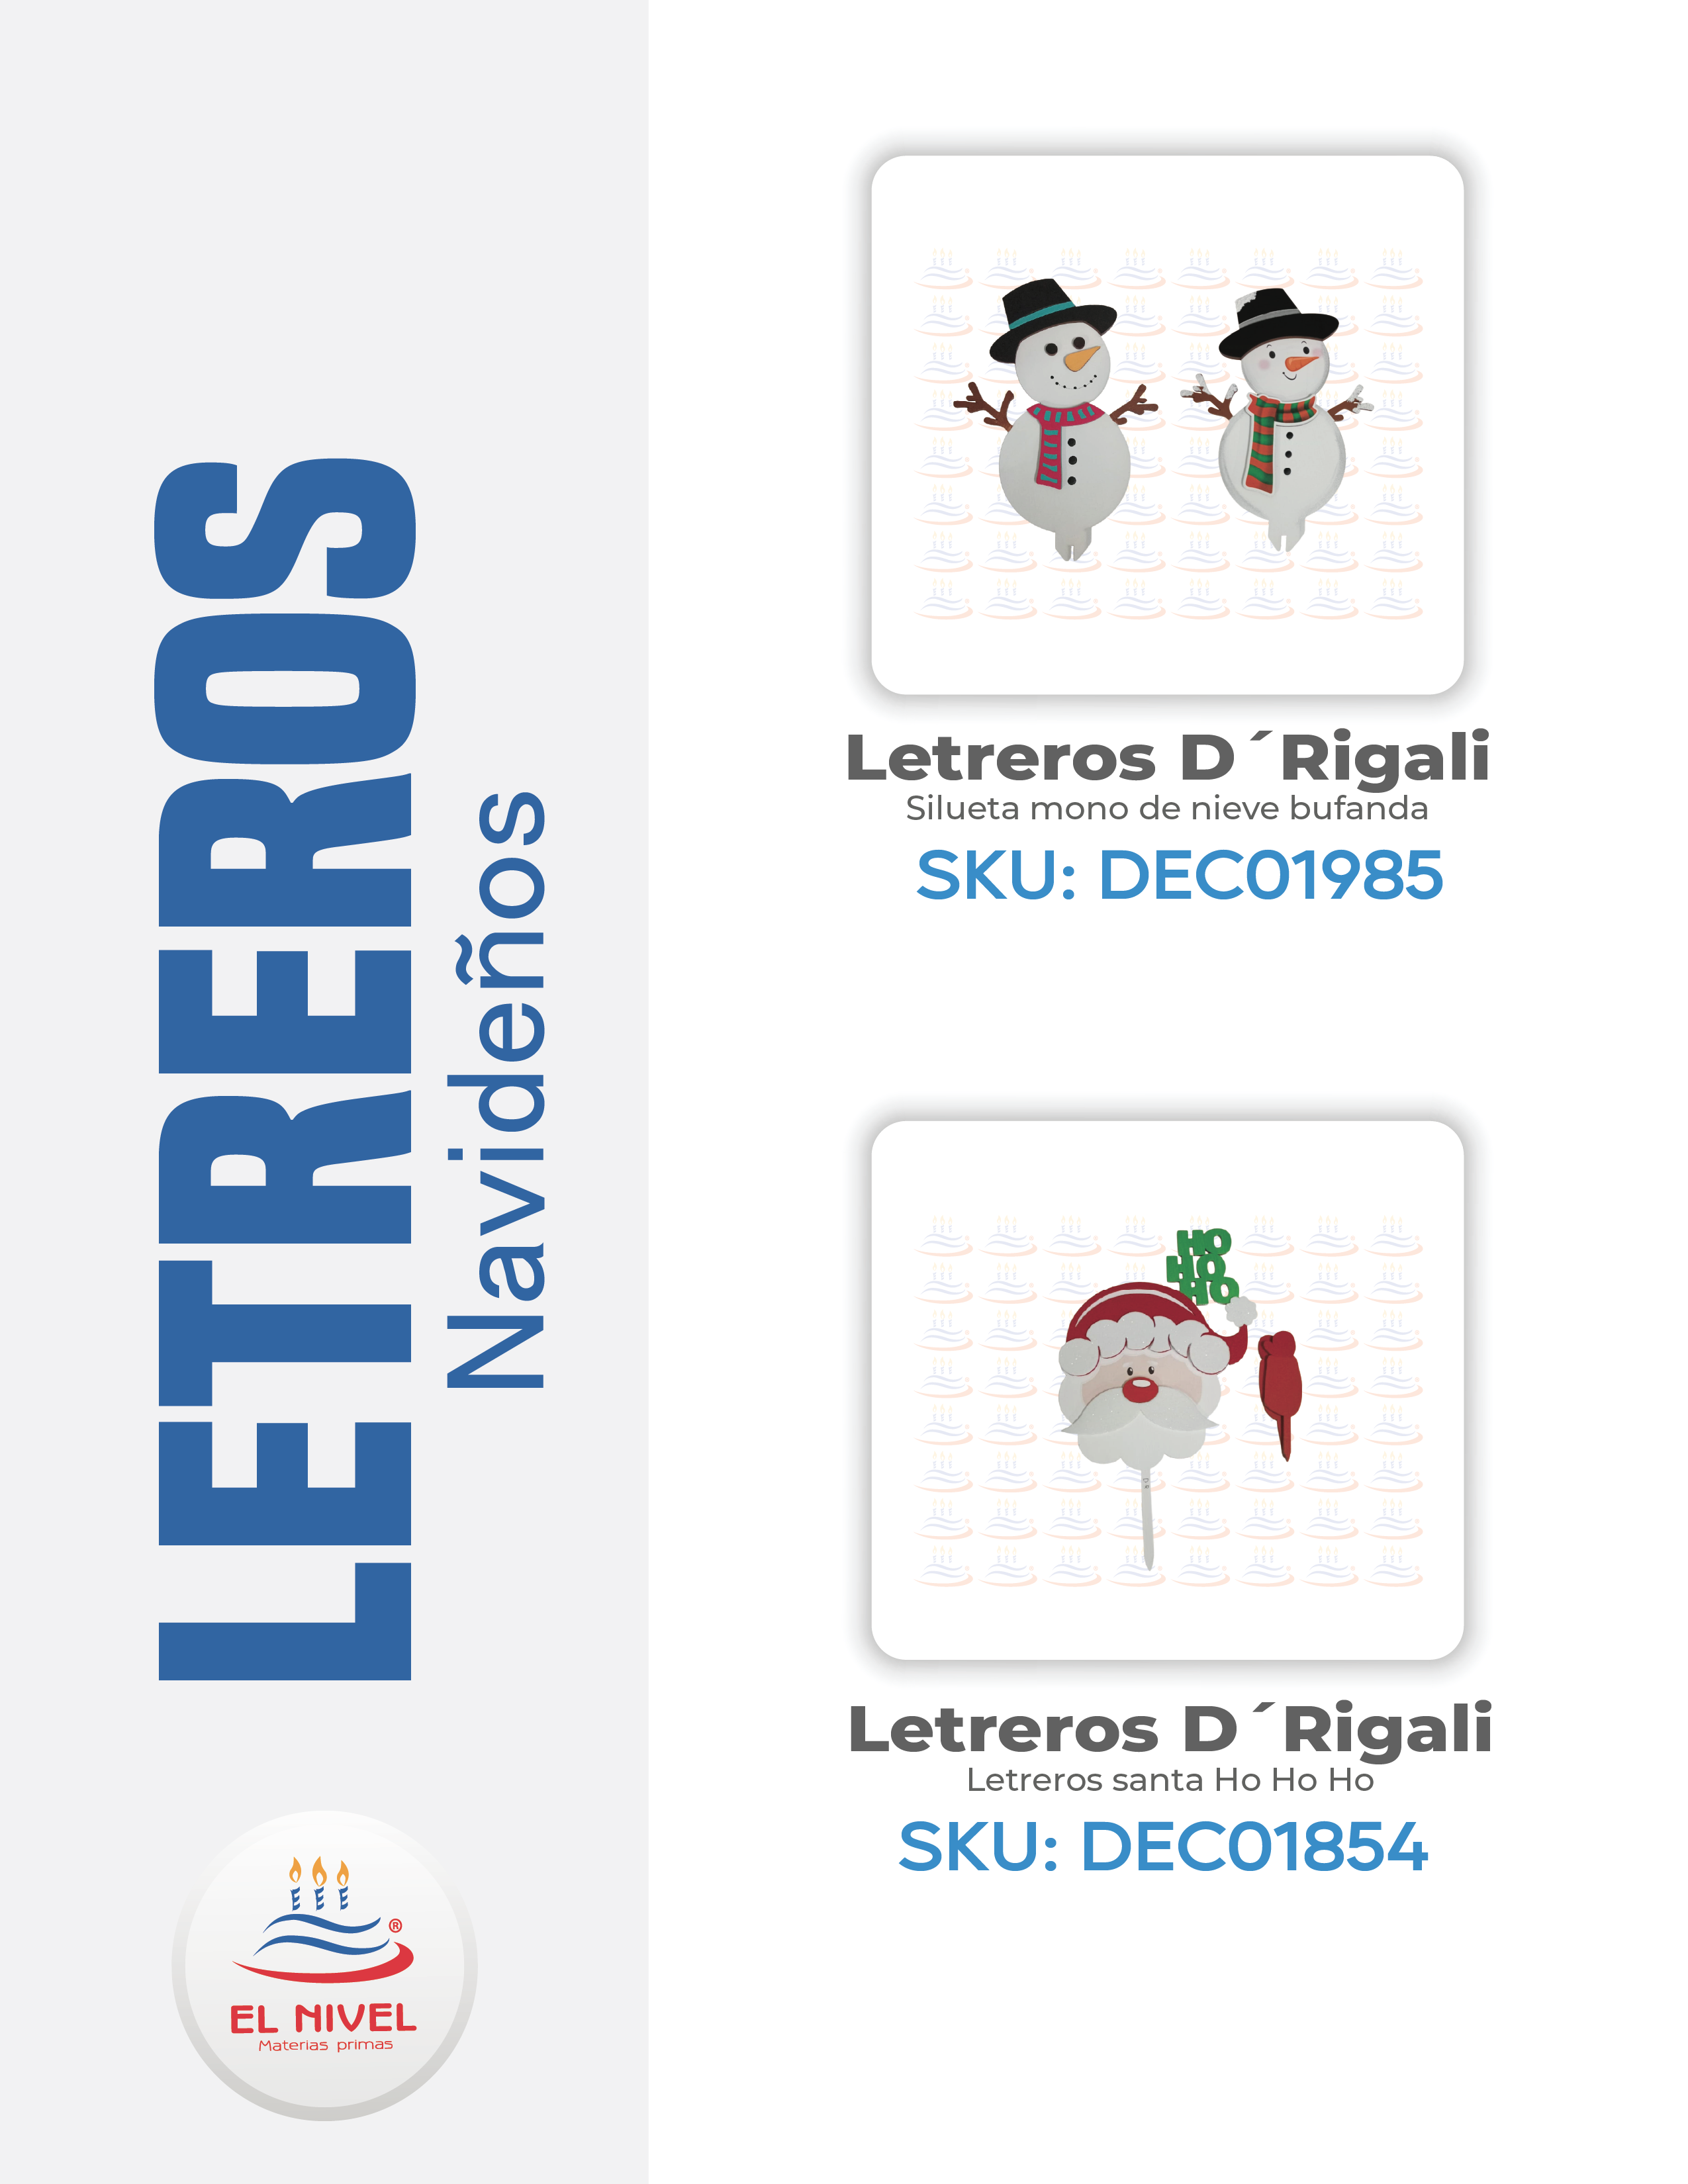 LETREROS
Navideños
Letreros D´Rigali
Silueta mono de nieve bufanda
SKU: DEC01985
HO
HO
HO
Letreros D´Rigali
Letreros santa Ho Ho Ho
SKU: DEC01854
®
EL NIVEL
Materias primas